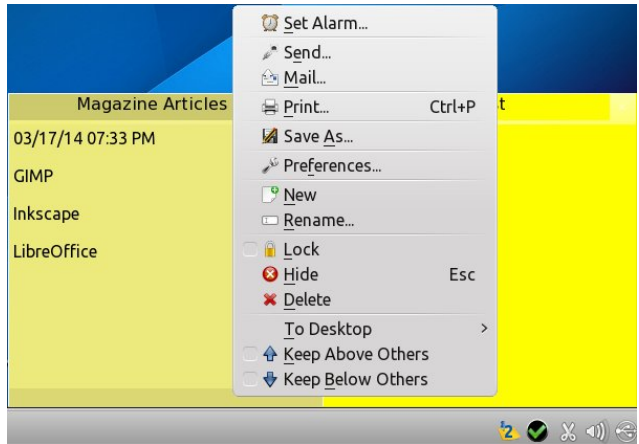 Set Alarm...
Send...
Mail...
Print... Ctrl+P
Save As...
Preferences...
New
Rename...
Lock
Hide Esc
Delete
To Desktop >
Keep Above Others
Keep Below Others
Magazine Articles
03/17/14 07:33 PM
GIMP
Inkscape
LibreOffice
2